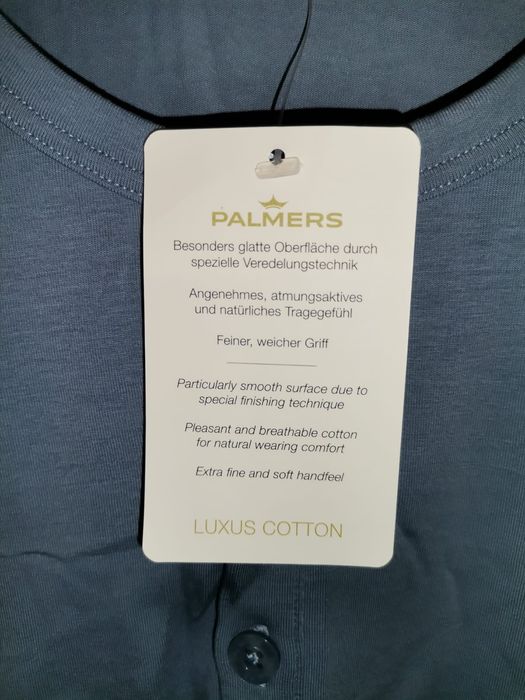 PALMERS
Besonders glatte Oberfläche durch
spezielle Veredelungstechnik
Angenehmes, atmungsaktives
und natürliches Tragegefühl
Feiner, weicher Griff
Particularly smooth surface due to
special finishing technique
Pleasant and breathable cotton
for natural wearing comfort
Extra fine and soft handfeel
LUXUS COTTON